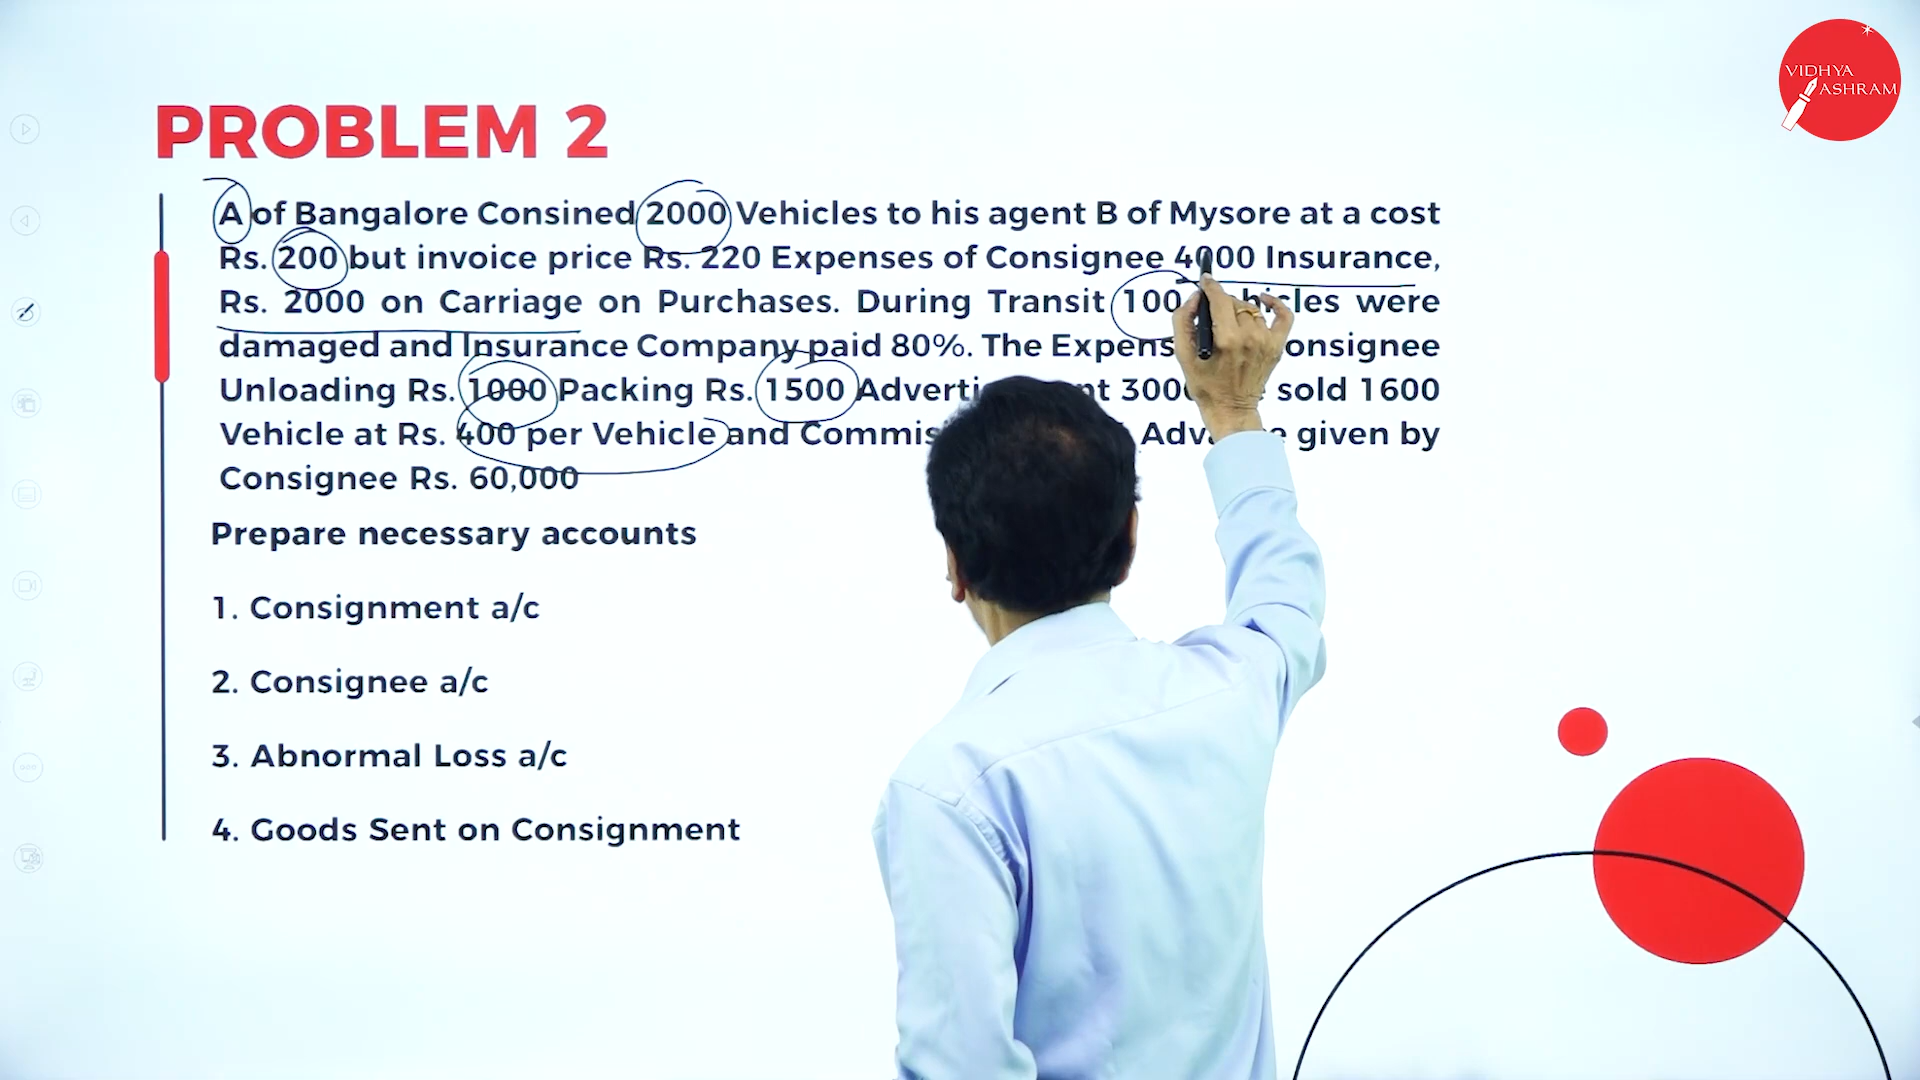 VIDHYA
ASHRAM
PROBLEM 2
A of Bangalore Consined 2000 Vehicles to his agent B of Mysore at a cost
Rs. 200 but invoice price Rs. 220 Expenses of Consignee 4000 Insurance,
Rs. 2000 on Carriage on Purchases. During Transit 100 were
damaged and Insurance Company paid 80%. The
Unloading Rs. 1000 Packing Rs. 1500 sold 1600
Vehicle at Rs. 400 per Vehicle and given by
Consignee Rs. 60,000
Prepare necessary accounts
1. Consignment a/c
2. Consignee a/c
3. Abnormal Loss a/c
4. Goods Sent on Consignment